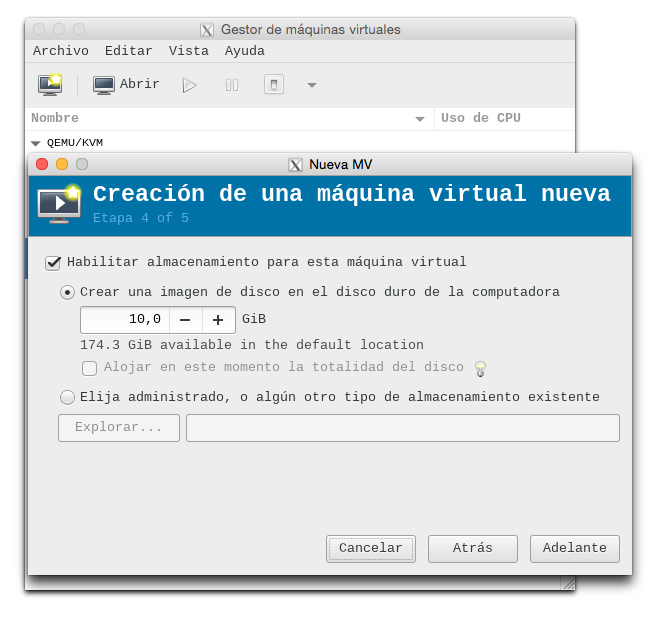 Gestor de máquinas virtuales
Archivo Editar Vista Ayuda
Abrir
Nombre Uso de CPU
QEMU/KVM
Nueva MV
Creación de una máquina virtual nueva
Etapa 4 of 5
Habilitar almacenamiento para esta máquina virtual
Crear una imagen de disco en el disco duro de la computadora
10,0 − + GiB
174.3 GiB available in the default location
Alojar en este momento la totalidad del disco
Elija administrado, o algún otro tipo de almacenamiento existente
Explorar...
Cancelar Atrás Adelante